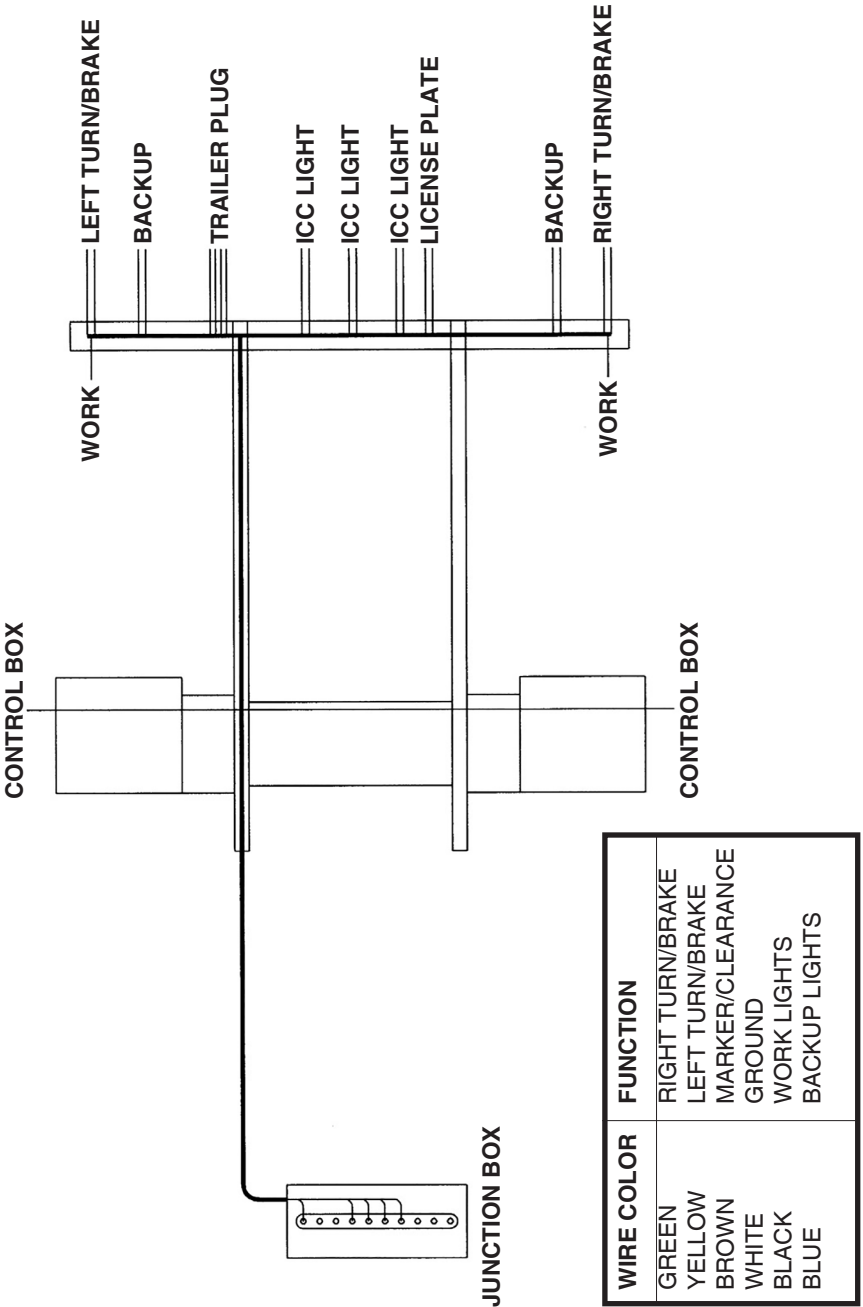 CONTROL BOX
WORK
LEFT TURN/BRAKE
BACKUP
TRAILER PLUG
ICC LIGHT
ICC LIGHT
ICC LIGHT
LICENSE PLATE
BACKUP
RIGHT TURN/BRAKE
WORK
CONTROL BOX
JUNCTION BOX
WIRE COLOR FUNCTION
GREEN RIGHT TURN/BRAKE
YELLOW LEFT TURN/BRAKE
BROWN MARKER/CLEARANCE
WHITE GROUND
BLACK WORK LIGHTS
BLUE BACKUP LIGHTS